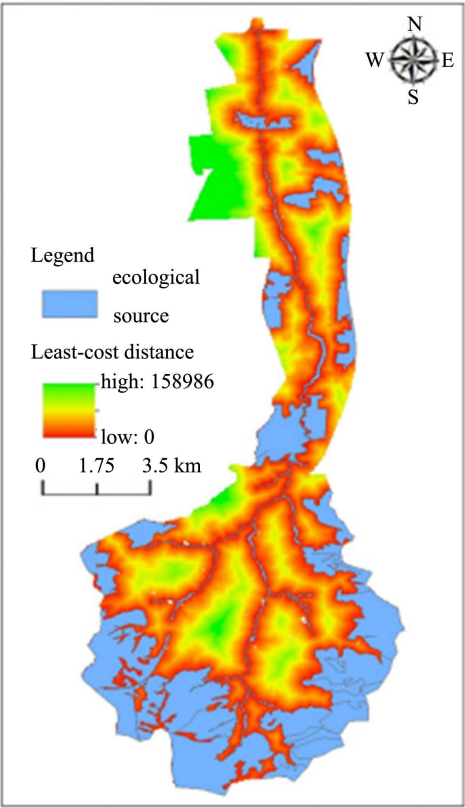 N
W E
S
Legend
ecological
source
Least-cost distance
high: 158986
low: 0
0 1.75 3.5 km